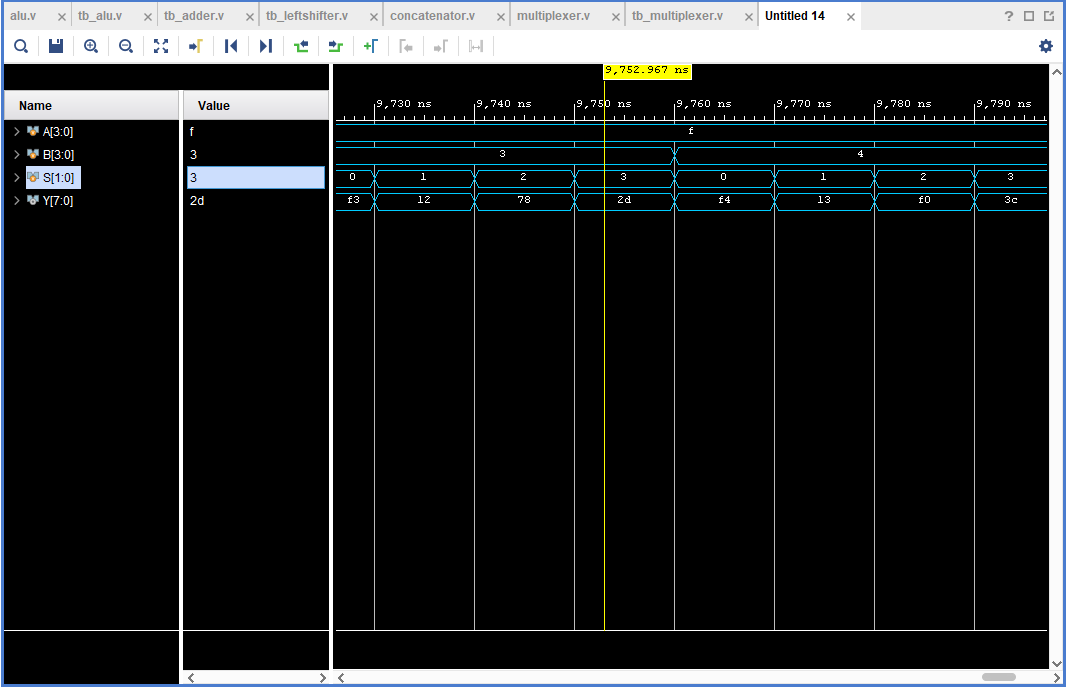 alu.v tb_alu.v tb_adder.v tb_leftshifter.v concatenator.v multiplexer.v tb_multiplexer.v Untitled 14
9,752.967 ns
Name Value 9,730 ns 9,740 ns 9,750 ns 9,760 ns 9,770 ns 9,780 ns 9,790 ns
A[3:0] f f
B[3:0] 3 3 4
S[1:0] 3 0 1 2 3 0 1 2 3
Y[7:0] 2d f3 12 78 2d f4 13 f0 3c